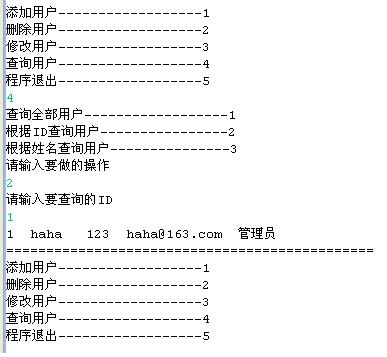 添加用户------------------1
删除用户------------------2
修改用户------------------3
查询用户------------------4
程序退出------------------5
4
查询全部用户------------------1
根据ID查询用户----------------2
根据姓名查询用户---------------3
请输入要做的操作
2
请输入要查询的ID
1
1  haha   123  haha@163.com  管理员
==============================================
添加用户------------------1
删除用户------------------2
修改用户------------------3
查询用户------------------4
程序退出------------------5